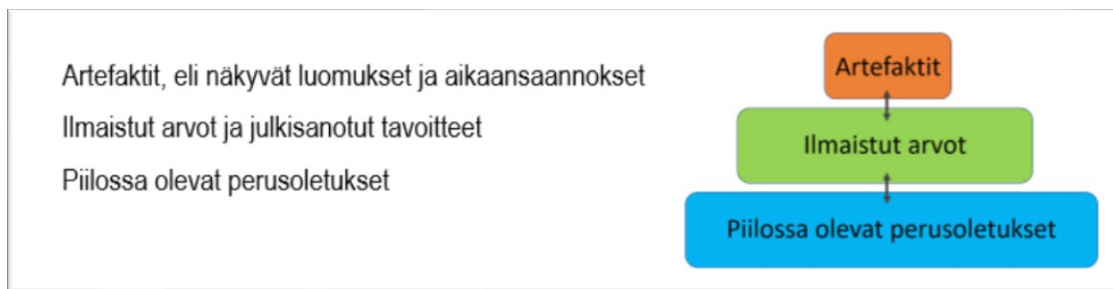 Artefaktit, eli näkyvät luomukset ja aikaansaannokset
Ilmaistut arvot ja julkisanotut tavoitteet
Piilossa olevat perusoletukset
Artefaktit
Ilmaistut arvot
Piilossa olevat perusoletukset